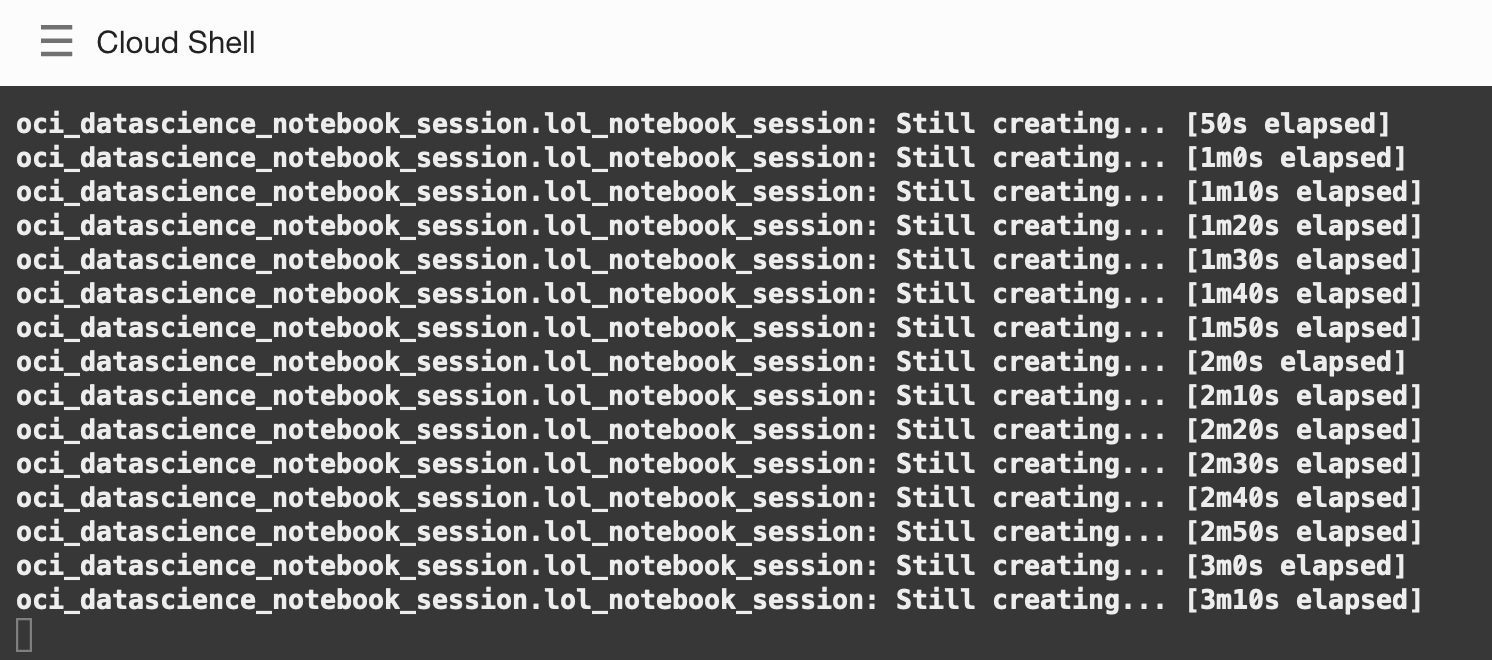 Cloud Shell
oci_datascience_notebook_session.lol_notebook_session: Still creating... [50s elapsed]
oci_datascience_notebook_session.lol_notebook_session: Still creating... [1m0s elapsed]
oci_datascience_notebook_session.lol_notebook_session: Still creating... [1m10s elapsed]
oci_datascience_notebook_session.lol_notebook_session: Still creating... [1m20s elapsed]
oci_datascience_notebook_session.lol_notebook_session: Still creating... [1m30s elapsed]
oci_datascience_notebook_session.lol_notebook_session: Still creating... [1m40s elapsed]
oci_datascience_notebook_session.lol_notebook_session: Still creating... [1m50s elapsed]
oci_datascience_notebook_session.lol_notebook_session: Still creating... [2m0s elapsed]
oci_datascience_notebook_session.lol_notebook_session: Still creating... [2m10s elapsed]
oci_datascience_notebook_session.lol_notebook_session: Still creating... [2m20s elapsed]
oci_datascience_notebook_session.lol_notebook_session: Still creating... [2m30s elapsed]
oci_datascience_notebook_session.lol_notebook_session: Still creating... [2m40s elapsed]
oci_datascience_notebook_session.lol_notebook_session: Still creating... [2m50s elapsed]
oci_datascience_notebook_session.lol_notebook_session: Still creating... [3m0s elapsed]
oci_datascience_notebook_session.lol_notebook_session: Still creating... [3m10s elapsed]